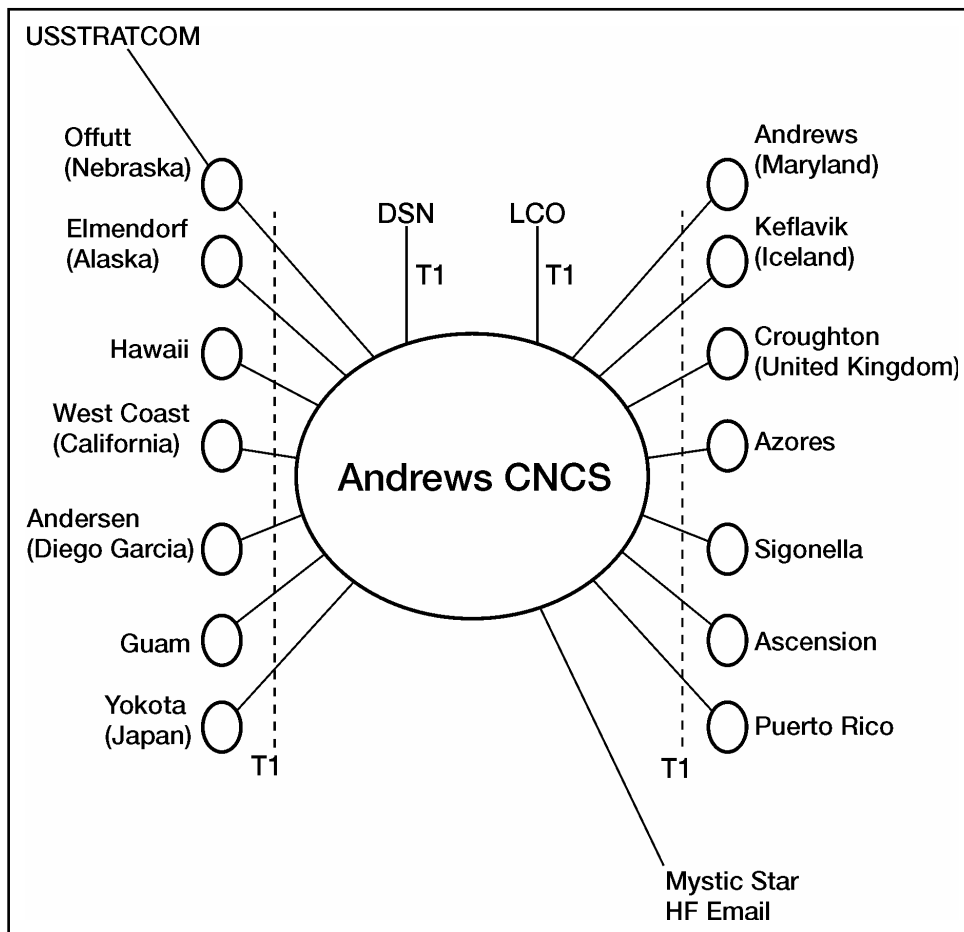 USSTRATCOM
Offutt
(Nebraska)
Elmendorf
(Alaska)
Hawaii
West Coast
(California)
Andersen
(Diego Garcia)
Guam
Yokota
(Japan)
T1
DSN
T1
LCO
T1
Andrews CNCS
Andrews
(Maryland)
Keflavik
(Iceland)
Croughton
(United Kingdom)
Azores
Sigonella
Ascension
Puerto Rico
T1
Mystic Star
HF Email